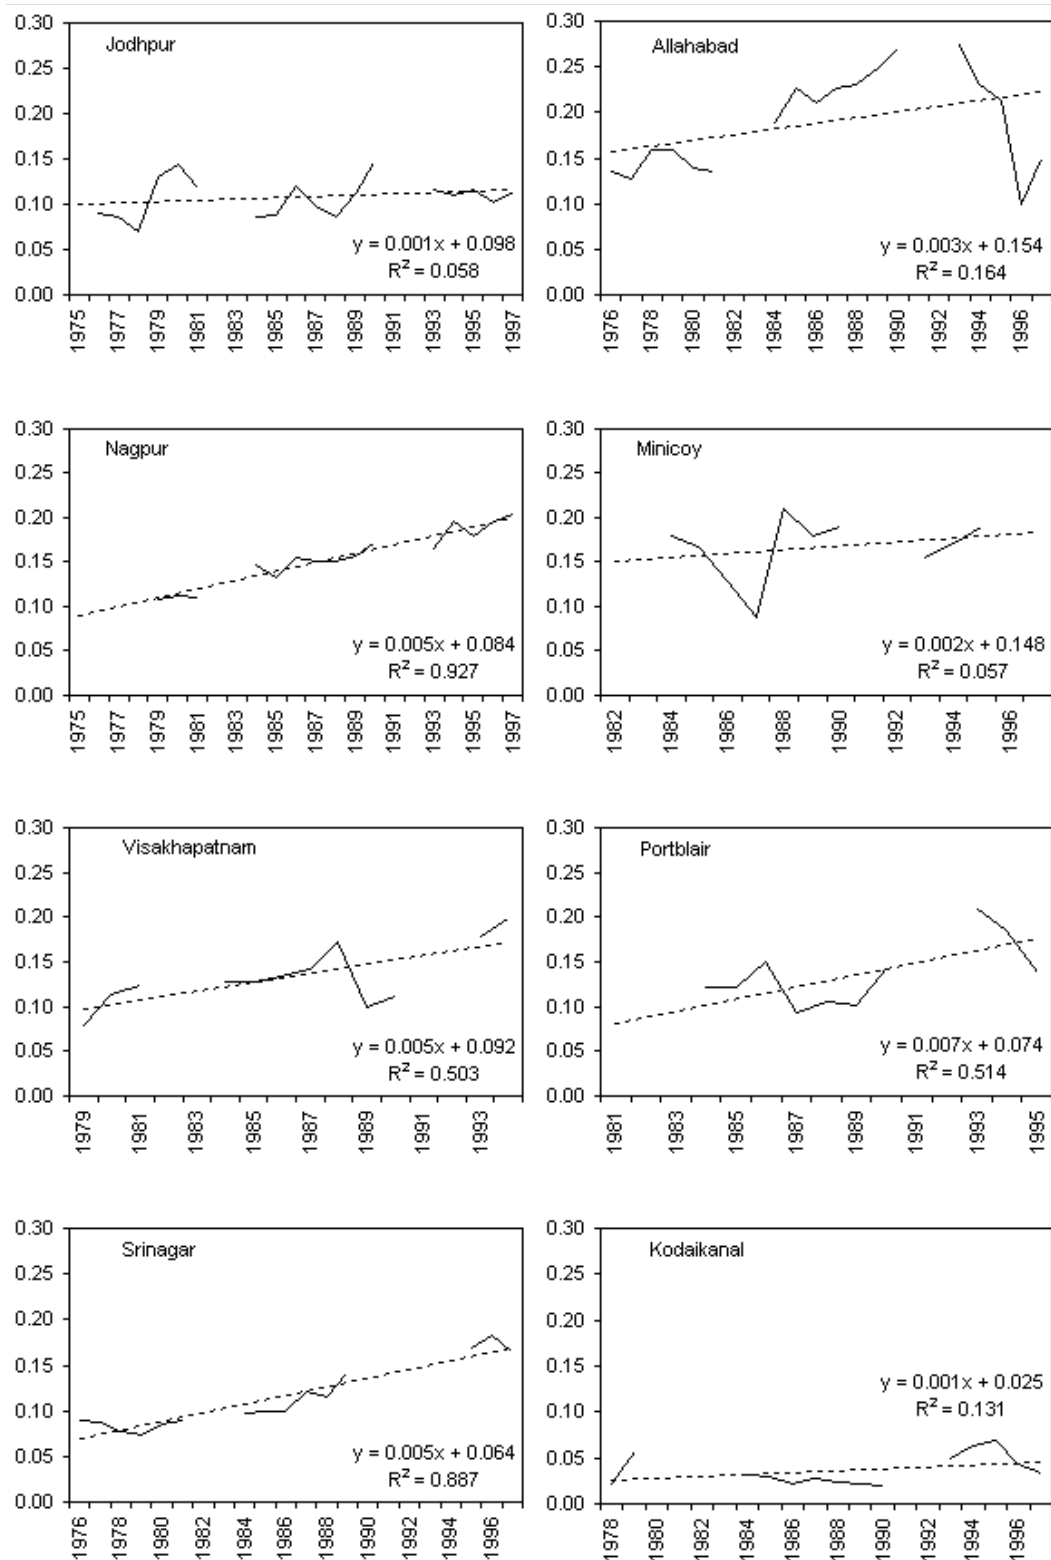 Jodhpur
0.30
0.25
0.20
0.15
0.10
0.05
0.00
y = 0.001x + 0.098
R² = 0.058
1975 1977 1979 1981 1983 1985 1987 1989 1991 1993 1995 1997
Allahabad
0.30
0.25
0.20
0.15
0.10
0.05
0.00
y = 0.003x + 0.154
R² = 0.164
1976 1978 1980 1982 1984 1986 1988 1990 1992 1994 1996
Nagpur
0.30
0.25
0.20
0.15
0.10
0.05
0.00
y = 0.005x + 0.084
R² = 0.927
1975 1977 1979 1981 1983 1985 1987 1989 1991 1993 1995 1997
Minicoy
0.30
0.25
0.20
0.15
0.10
0.05
0.00
y = 0.002x + 0.148
R² = 0.057
1982 1984 1986 1988 1990 1992 1994 1996
Visakhapatnam
0.30
0.25
0.20
0.15
0.10
0.05
0.00
y = 0.005x + 0.092
R² = 0.503
1979 1981 1983 1985 1987 1989 1991 1993
Portblair
0.30
0.25
0.20
0.15
0.10
0.05
0.00
y = 0.007x + 0.074
R² = 0.514
1981 1983 1985 1987 1989 1991 1993 1995
Srinagar
0.30
0.25
0.20
0.15
0.10
0.05
0.00
y = 0.005x + 0.064
R² = 0.887
1976 1978 1980 1982 1984 1986 1988 1990 1992 1994 1996
Kodaikanal
0.30
0.25
0.20
0.15
0.10
0.05
0.00
y = 0.001x + 0.025
R² = 0.131
1978 1980 1982 1984 1986 1988 1990 1992 1994 1996